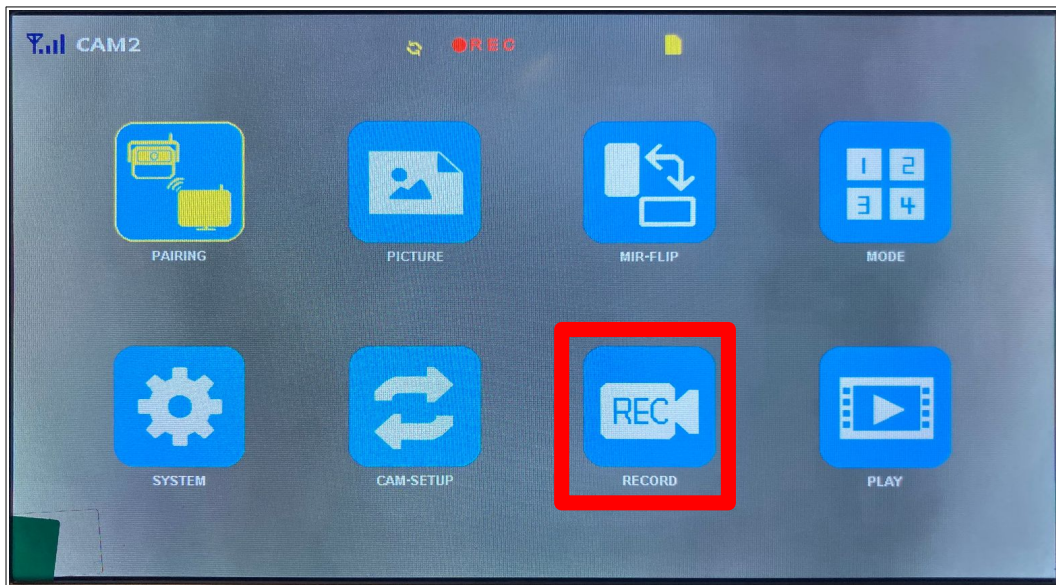 CAM2
REC
1 2
3 4
PAIRING
PICTURE
MIR-FLIP
MODE
REC
SYSTEM
CAM-SETUP
RECORD
PLAY